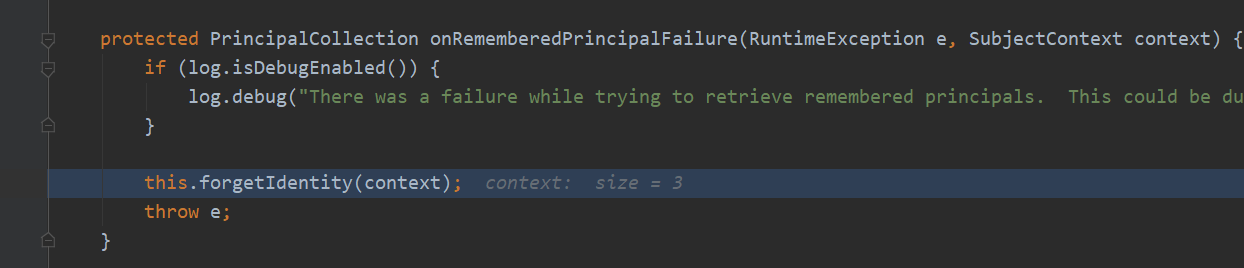 protected PrincipalCollection onRememberedPrincipalFailure(RuntimeException e, SubjectContext context) {
if (log.isDebugEnabled()) {
log.debug("There was a failure while trying to retrieve remembered principals.  This could be du
}
this.forgetIdentity(context);  context:  size = 3
throw e;
}